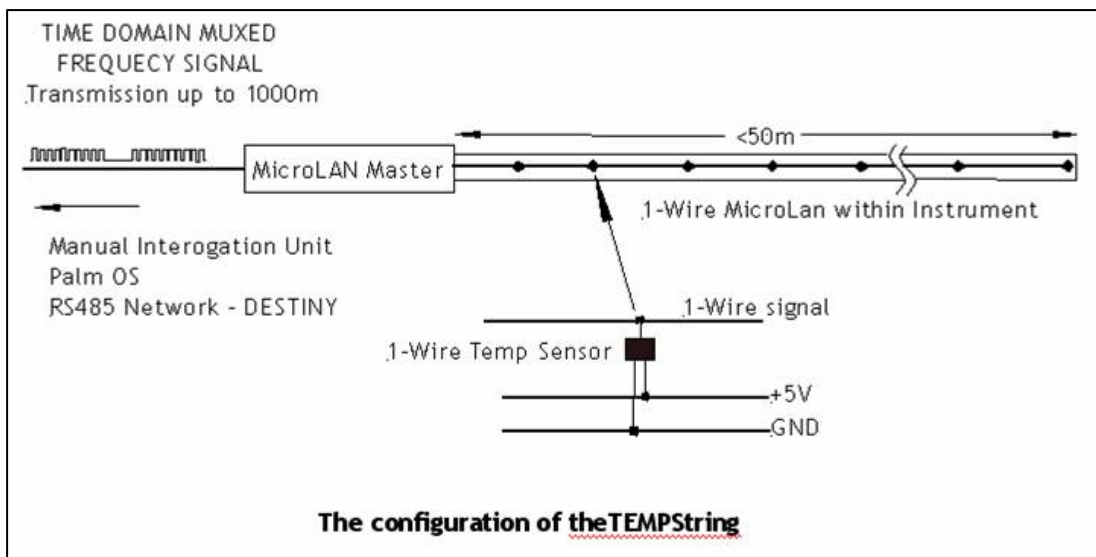 TIME DOMAIN MUXED
FREQUECY SIGNAL
Transmission up to 1000m
<50m
MicroLAN Master
1-Wire MicroLan within Instrument
Manual Interogation Unit
Palm OS
RS485 Network - DESTINY
1-Wire signal
1-Wire Temp Sensor
+5V
GND
The configuration of theTEMPString